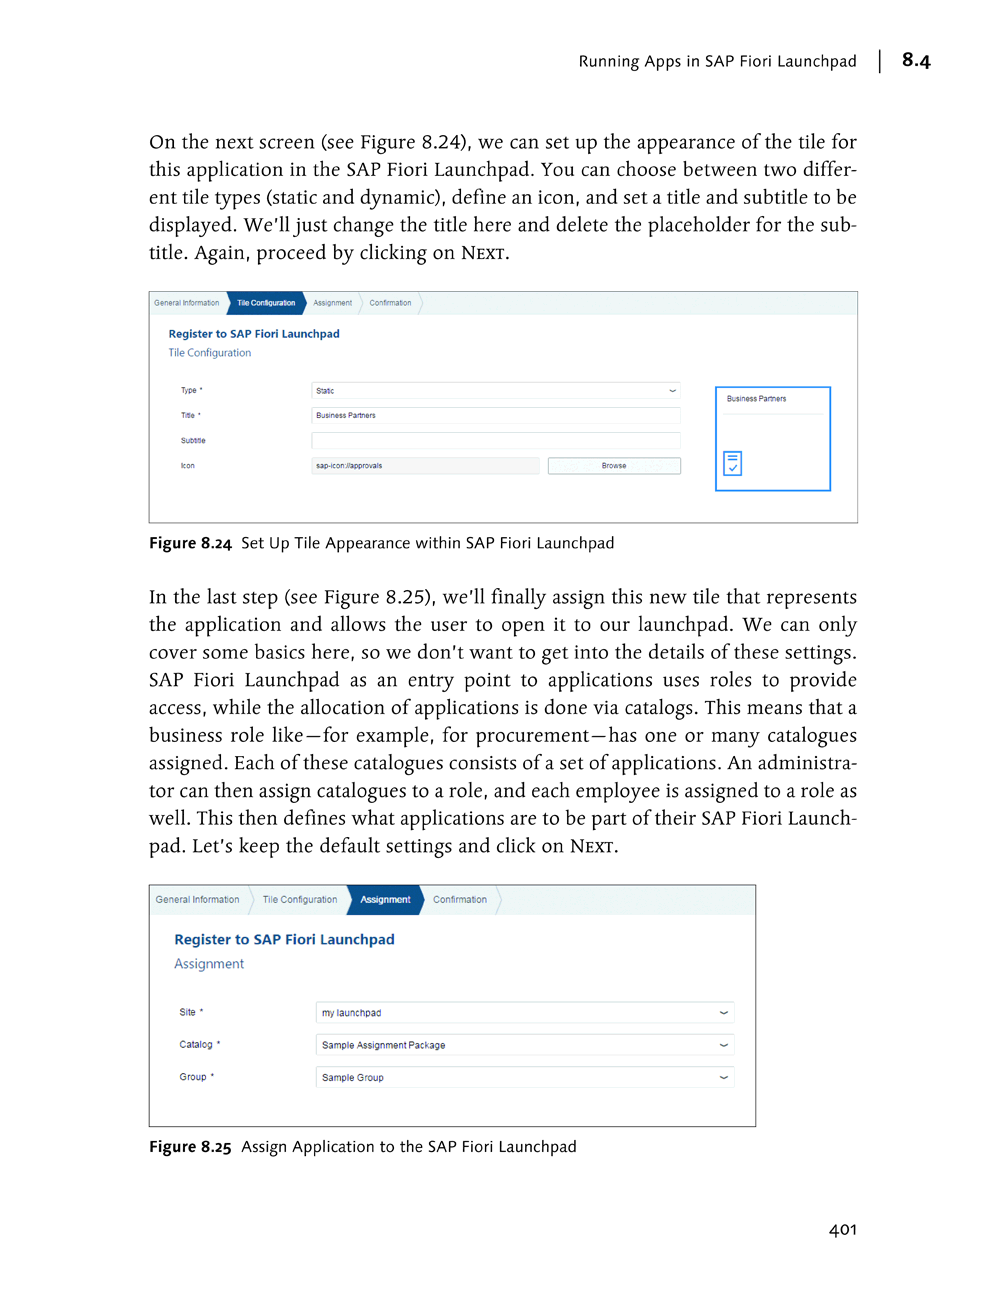 Running Apps in SAP Fiori Launchpad | 8.4
On the next screen (see Figure 8.24), we can set up the appearance of the tile for
this application in the SAP Fiori Launchpad. You can choose between two differ-
ent tile types (static and dynamic), define an icon, and set a title and subtitle to be
displayed. We'll just change the title here and delete the placeholder for the sub-
title. Again, proceed by clicking on NEXT.
General Information Tile Configuration Assignment Confirmation
Register to SAP Fiori Launchpad
Tile Configuration
Type * Static
Business Partners
Title * Business Partners
Subtitle
Icon sap-icon://approvals Browse
Figure 8.24 Set Up Tile Appearance within SAP Fiori Launchpad
In the last step (see Figure 8.25), we'll finally assign this new tile that represents
the application and allows the user to open it to our launchpad. We can only
cover some basics here, so we don't want to get into the details of these settings.
SAP Fiori Launchpad as an entry point to applications uses roles to provide
access, while the allocation of applications is done via catalogs. This means that a
business role like—for example, for procurement—has one or many catalogues
assigned. Each of these catalogues consists of a set of applications. An administra-
tor can then assign catalogues to a role, and each employee is assigned to a role as
well. This then defines what applications are to be part of their SAP Fiori Launch-
pad. Let's keep the default settings and click on NEXT.
General Information Tile Configuration Assignment Confirmation
Register to SAP Fiori Launchpad
Assignment
Site * my launchpad
Catalog * Sample Assignment Package
Group * Sample Group
Figure 8.25 Assign Application to the SAP Fiori Launchpad
401